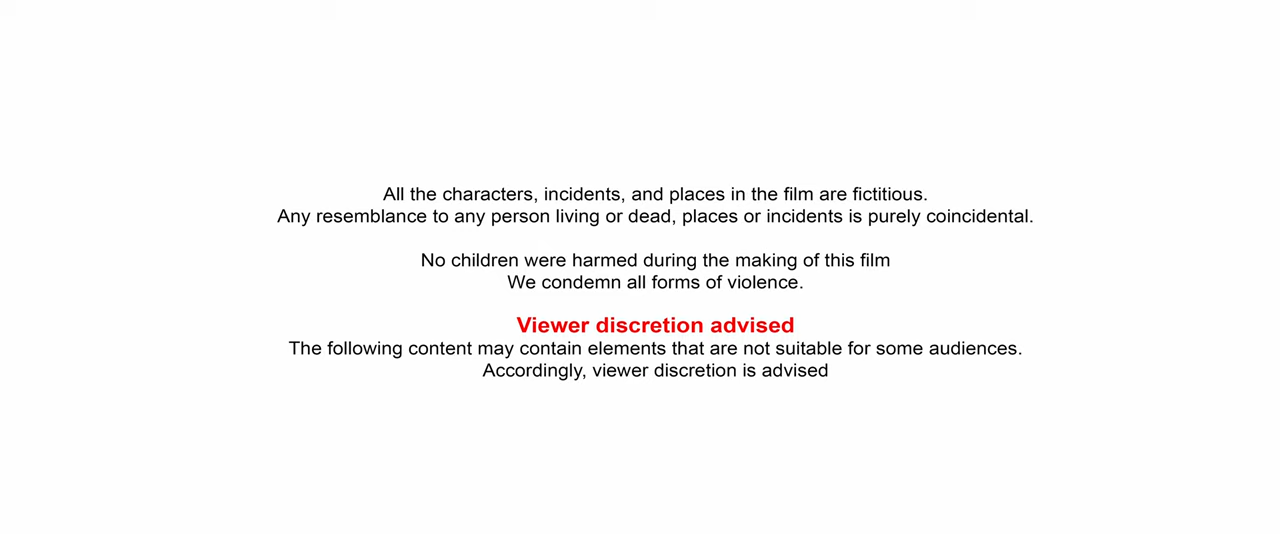 All the characters, incidents, and places in the film are fictitious.
Any resemblance to any person living or dead, places or incidents is purely coincidental.
No children were harmed during the making of this film
We condemn all forms of violence.
Viewer discretion advised
The following content may contain elements that are not suitable for some audiences.
Accordingly, viewer discretion is advised